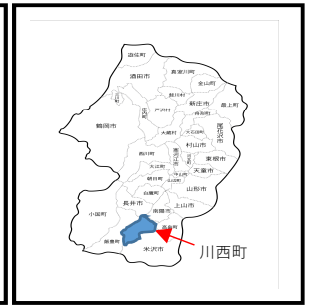 遊佐町
真室川町
酒田市
金山町
鮭川村
新庄市
最上町
戸沢村
舟形町
庄内町
三川町
鶴岡市
大蔵村
大石田町
尾花沢市
村山市
西川町
寒河江市
河北町
東根市
大江町
天童市
朝日町
中山町
山辺町
山形市
白鷹町
長井市
上山市
小国町
南陽市
高畠町
飯豊町
米沢市
川西町